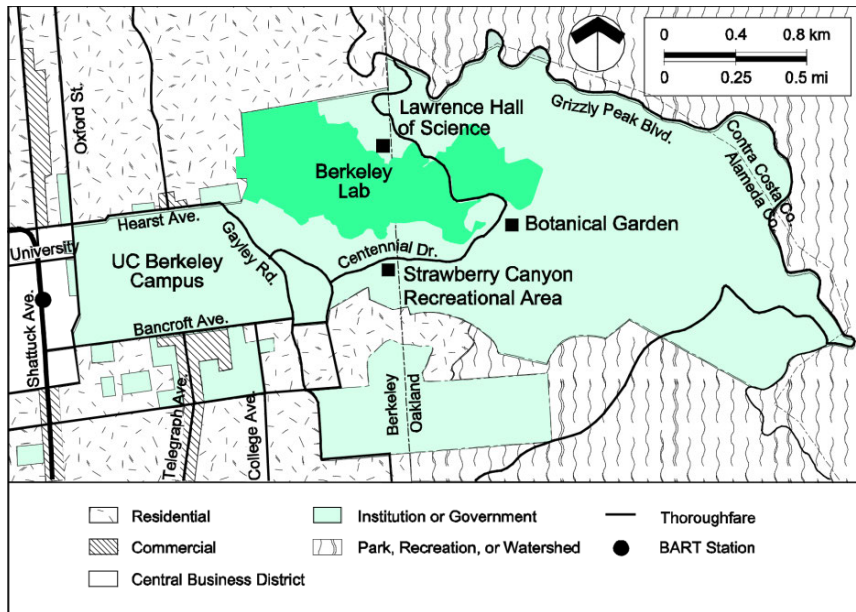 0 0.4 0.8 km
0 0.25 0.5 mi
Oxford St.
Lawrence Hall
of Science
Grizzly Peak Blvd.
Contra Costa Co.
Alameda Co.
Berkeley
Lab
Hearst Ave.
University
Gayley Rd.
Botanical Garden
Centennial Dr.
UC Berkeley
Campus
Strawberry Canyon
Recreational Area
Shattuck Ave.
Bancroft Ave.
Telegraph Ave.
College Ave.
Berkeley
Oakland
Residential
Institution or Government
Thoroughfare
Commercial
Park, Recreation, or Watershed
BART Station
Central Business District